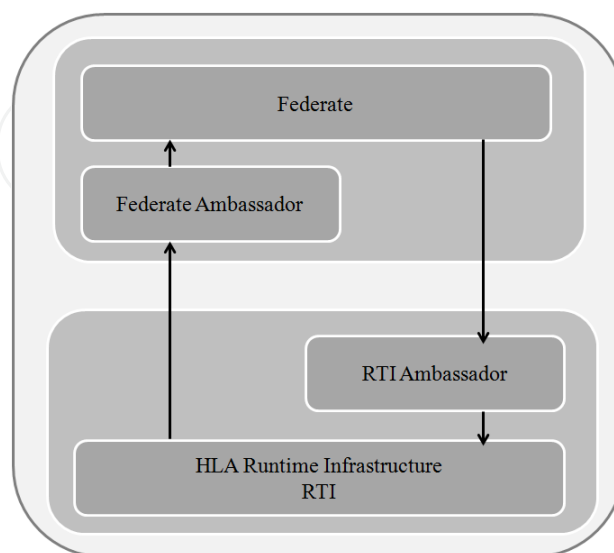 Federate
Federate Ambassador
RTI Ambassador
HLA Runtime Infrastructure
RTI